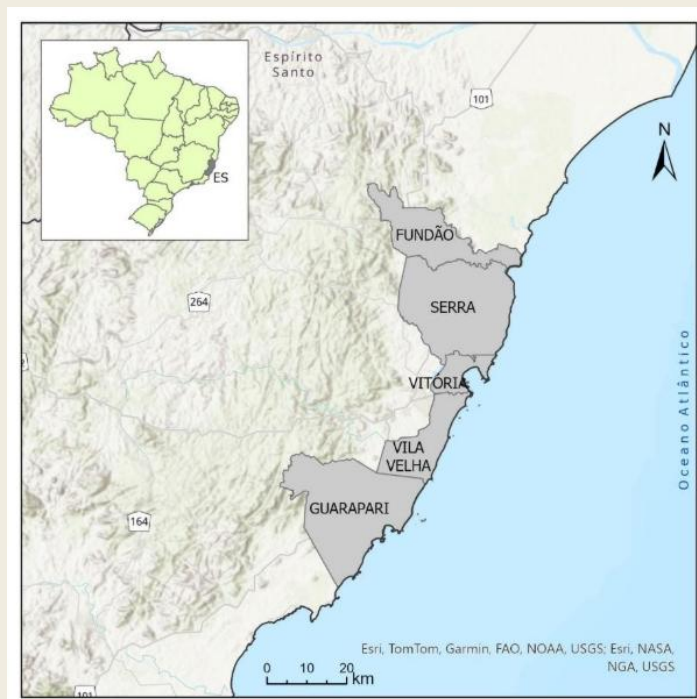 Espírito
Santo
101
N
ES
FUNDÃO
264
SERRA
VITÓRIA
Oceano Atlântico
VILA
VELHA
GUARAPARI
164
Esri, TomTom, Garmin, FAO, NOAA, USGS; Esri, NASA,
NGA, USGS
0 10 20
km
101